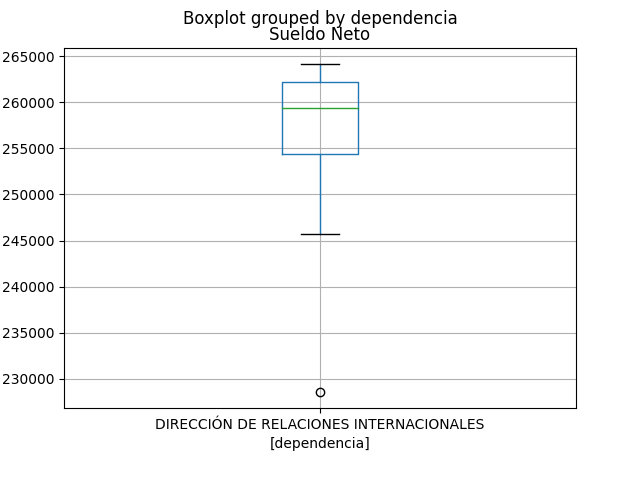 Boxplot grouped by dependencia
Sueldo Neto
265000
260000
255000
250000
245000
240000
235000
230000
DIRECCIÓN DE RELACIONES INTERNACIONALES
[dependencia]